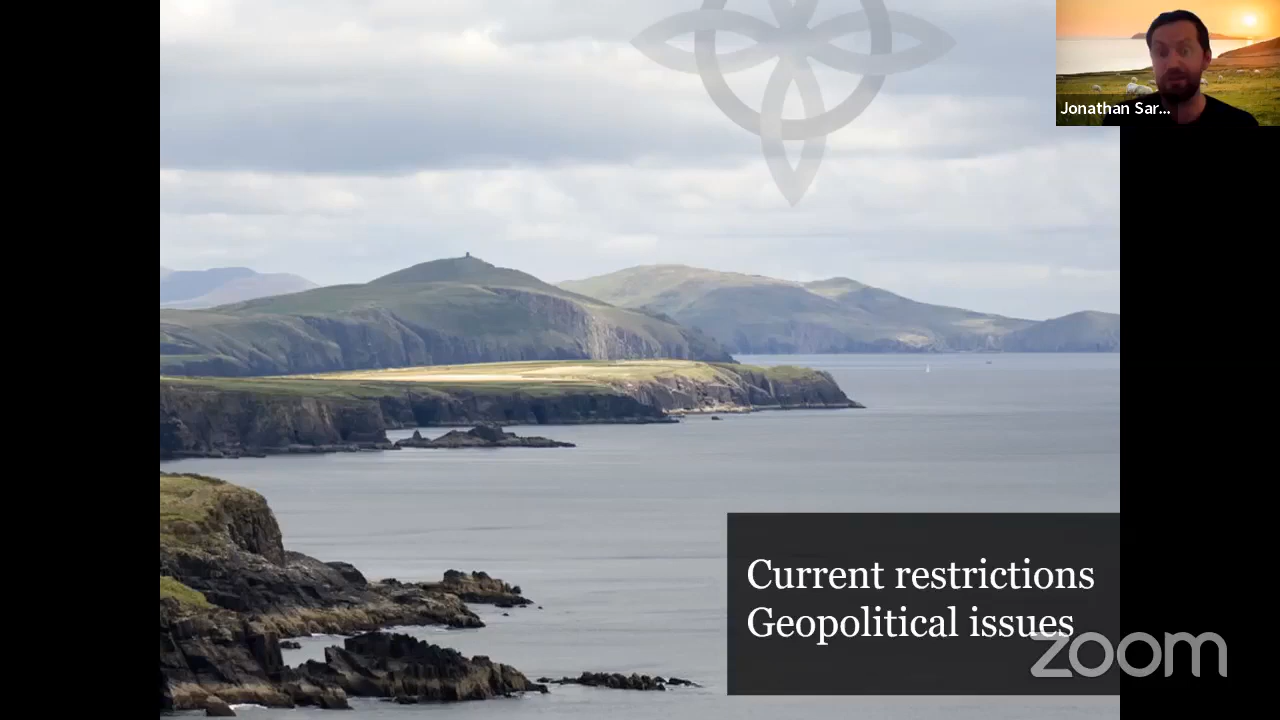 Jonathan Sar...
Current restrictions
Geopolitical issues
zoom